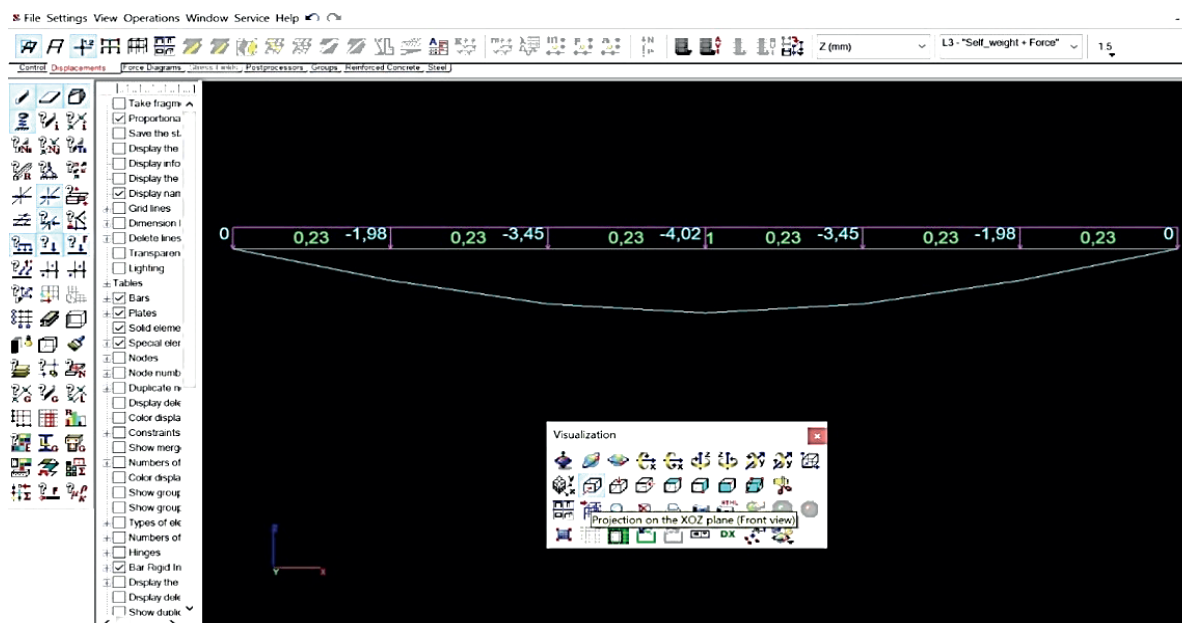 File Settings View Operations Window Service Help
Z (mm)
L3 - "Self_weight + Force"
1.5
Control Displacements Force Diagrams Stress Fields Postprocessors Groups Reinforced Concrete Steel
Take fragm
Proportiona
Save the st
Display the
Display info
Display the
Display nan
Grid lines
Dimension l
Delete lines
Transparen
Lighting
Tables
Bars
Plates
Solid eleme
Special eler
Nodes
Node numb
Duplicate n
Display dele
Color displa
Constraints
Show merg
Numbers of
Color displa
Show group
Show group
Types of ele
Numbers of
Hinges
Bar Rigid In
Display the
Display dele
Show duplic
0 0,23 -1,98 0,23 -3,45 0,23 -4,02 1 0,23 -3,45 0,23 -1,98 0,23 0
Visualization
Projection on the XOZ plane (Front view)
DX
Z
Y X